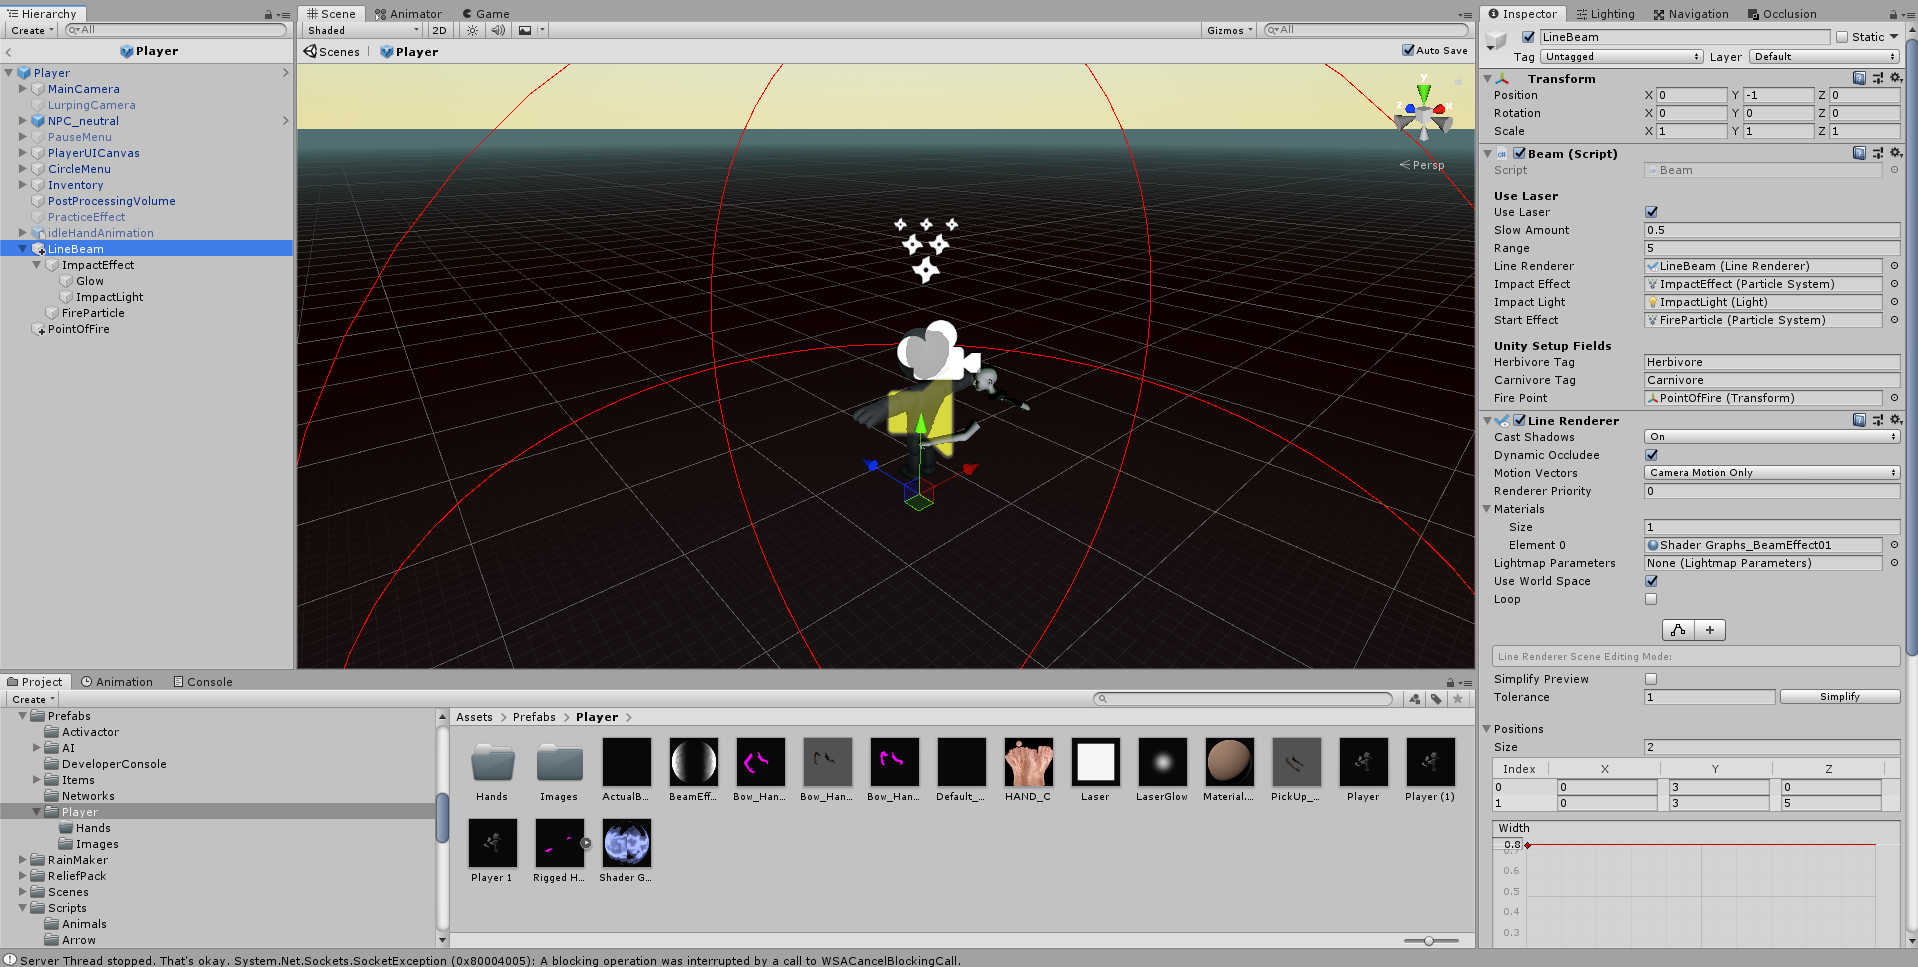 Hierarchy
Create
All
Player
Player
MainCamera
LurpingCamera
NPC_neutral
PauseMenu
PlayerUICanvas
CircleMenu
Inventory
PostProcessingVolume
PracticeEffect
idleHandAnimation
LineBeam
ImpactEffect
Glow
ImpactLight
FireParticle
PointOfFire
Scene
Animator
Game
Shaded
2D
Gizmos
All
Scenes
Player
Auto Save
y
z
x
Persp
Inspector
Lighting
Navigation
Occlusion
LineBeam
Static
Tag
Untagged
Layer
Default
Transform
Position X 0 Y -1 Z 0
Rotation X 0 Y 0 Z 0
Scale X 1 Y 1 Z 1
Beam (Script)
Script Beam
Use Laser
Use Laser
Slow Amount 0.5
Range 5
Line Renderer LineBeam (Line Renderer)
Impact Effect ImpactEffect (Particle System)
Impact Light ImpactLight (Light)
Start Effect FireParticle (Particle System)
Unity Setup Fields
Herbivore Tag Herbivore
Carnivore Tag Carnivore
Fire Point PointOfFire (Transform)
Line Renderer
Cast Shadows On
Dynamic Occludee
Motion Vectors Camera Motion Only
Renderer Priority 0
Materials
Size 1
Element 0 Shader Graphs_BeamEffect01
Lightmap Parameters None (Lightmap Parameters)
Use World Space
Loop
+
Line Renderer Scene Editing Mode:
Simplify Preview
Tolerance 1 Simplify
Positions
Size 2
Index X Y Z
0 0 3 0
1 0 3 5
Width
0.8
0.7
0.6
0.5
0.4
0.3
Project
Animation
Console
Create
Prefabs
Activactor
AI
DeveloperConsole
Items
Networks
Player
Hands
Images
RainMaker
ReliefPack
Scenes
Scripts
Animals
Arrow
Assets > Prefabs > Player >
Hands
Images
ActualB...
BeamEff...
Bow_Han...
Bow_Han...
Bow_Han...
Default_...
HAND_C
Laser
LaserGlow
Material...
PickUp_...
Player
Player (1)
Player 1
Rigged H...
Shader G...
Server Thread stopped. That's okay. System.Net.Sockets.SocketException (0x80004005): A blocking operation was interrupted by a call to WSACancelBlockingCall.